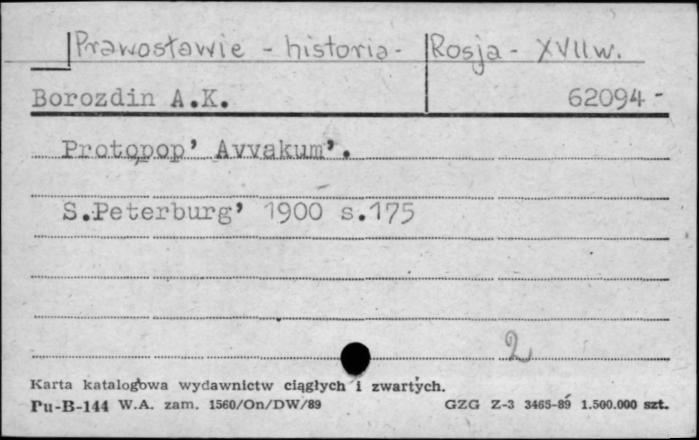 Prawosławie - historia - Rosja - XVII w.
Borozdin A.K. 62094-
Protopop' Avvakum'.
S.Peterburg' 1900 s.175
2
Karta katalogowa wydawnictw ciągłych i zwartych.
Pu-B-144 W.A. zam. 1560/On/DW/89 GZG Z-3 3465-89 1.500.000 szt.